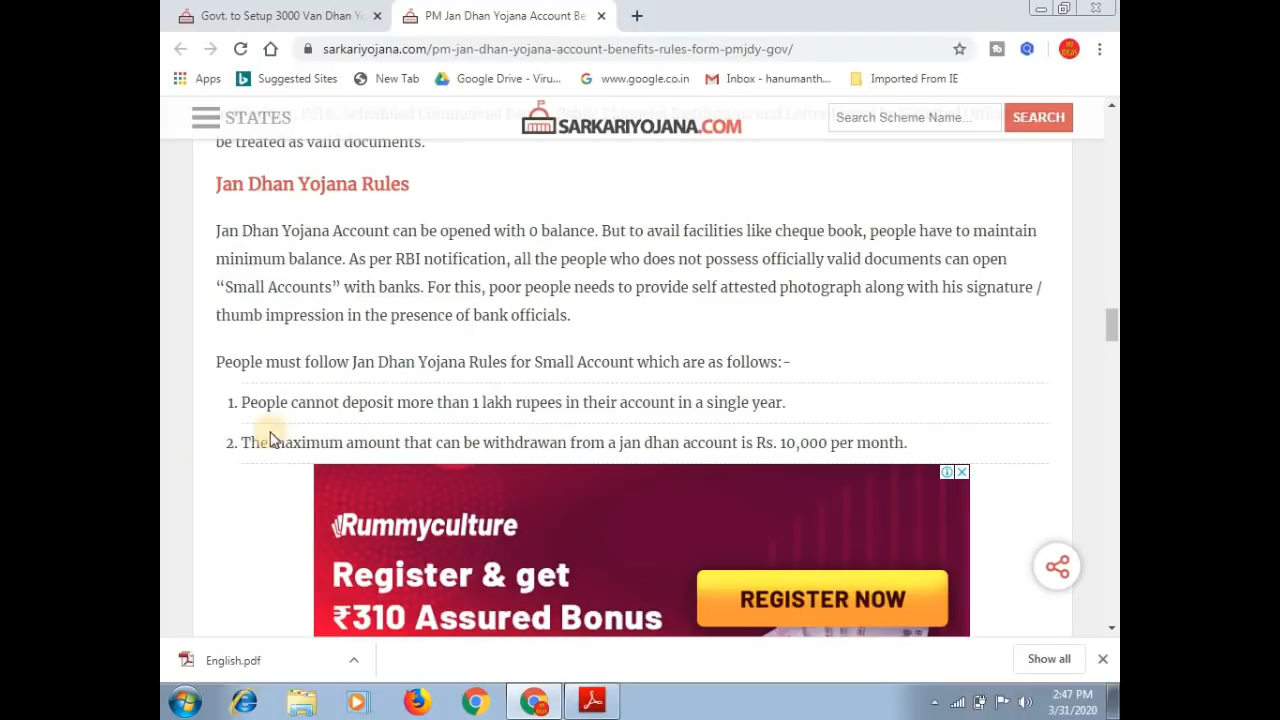 Govt. to Setup 3000 Van Dhan Y
PM Jan Dhan Yojana Account Be
sarkariyojana.com/pm-jan-dhan-yojana-account-benefits-rules-form-pmjdy-gov/
Apps
Suggested Sites
New Tab
Google Drive - Viru...
www.google.co.in
Inbox - hanumanth...
Imported From IE
STATES
SARKARIYOJANA.COM
Search Scheme Name...
SEARCH
be treated as valid documents.
Jan Dhan Yojana Rules
Jan Dhan Yojana Account can be opened with 0 balance. But to avail facilities like cheque book, people have to maintain
minimum balance. As per RBI notification, all the people who does not possess officially valid documents can open
“Small Accounts” with banks. For this, poor people needs to provide self attested photograph along with his signature /
thumb impression in the presence of bank officials.
People must follow Jan Dhan Yojana Rules for Small Account which are as follows:-
1. People cannot deposit more than 1 lakh rupees in their account in a single year.
2. The maximum amount that can be withdrawan from a jan dhan account is Rs. 10,000 per month.
Rummyculture
Register & get
₹310 Assured Bonus
REGISTER NOW
English.pdf
Show all
2:47 PM
3/31/2020